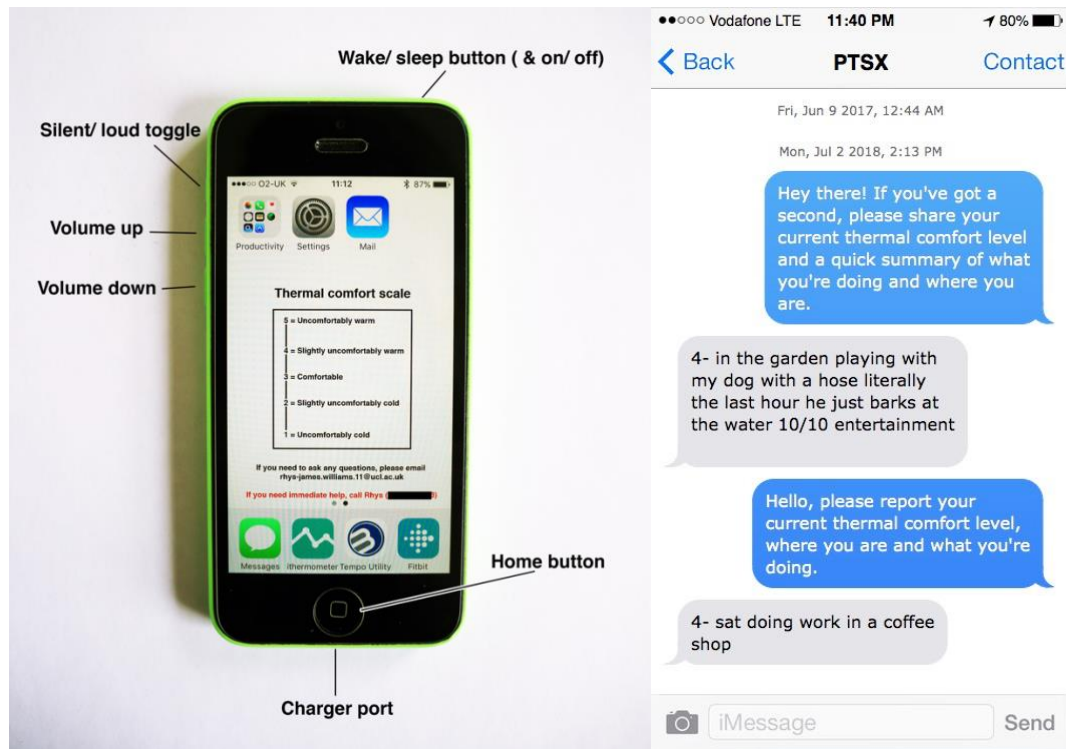 Wake/ sleep button ( & on/ off)
Silent/ loud toggle
Volume up
Volume down
O2-UK
11:12
87%
Productivity
Settings
Mail
Thermal comfort scale
5 = Uncomfortably warm
4 = Slightly uncomfortably warm
3 = Comfortable
2 = Slightly uncomfortably cold
1 = Uncomfortably cold
If you need to ask any questions, please email
rhys-james.williams.11@ucl.ac.uk
If you need immediate help, call Rhys (
Messages
ithermometer
Tempo Utility
Fitbit
Home button
Charger port
Vodafone LTE
11:40 PM
80%
Back
PTSX
Contact
Fri, Jun 9 2017, 12:44 AM
Mon, Jul 2 2018, 2:13 PM
Hey there! If you've got a
second, please share your
current thermal comfort level
and a quick summary of what
you're doing and where you
are.
4- in the garden playing with
my dog with a hose literally
the last hour he just barks at
the water 10/10 entertainment
Hello, please report your
current thermal comfort level,
where you are and what you're
doing.
4- sat doing work in a coffee
shop
iMessage
Send